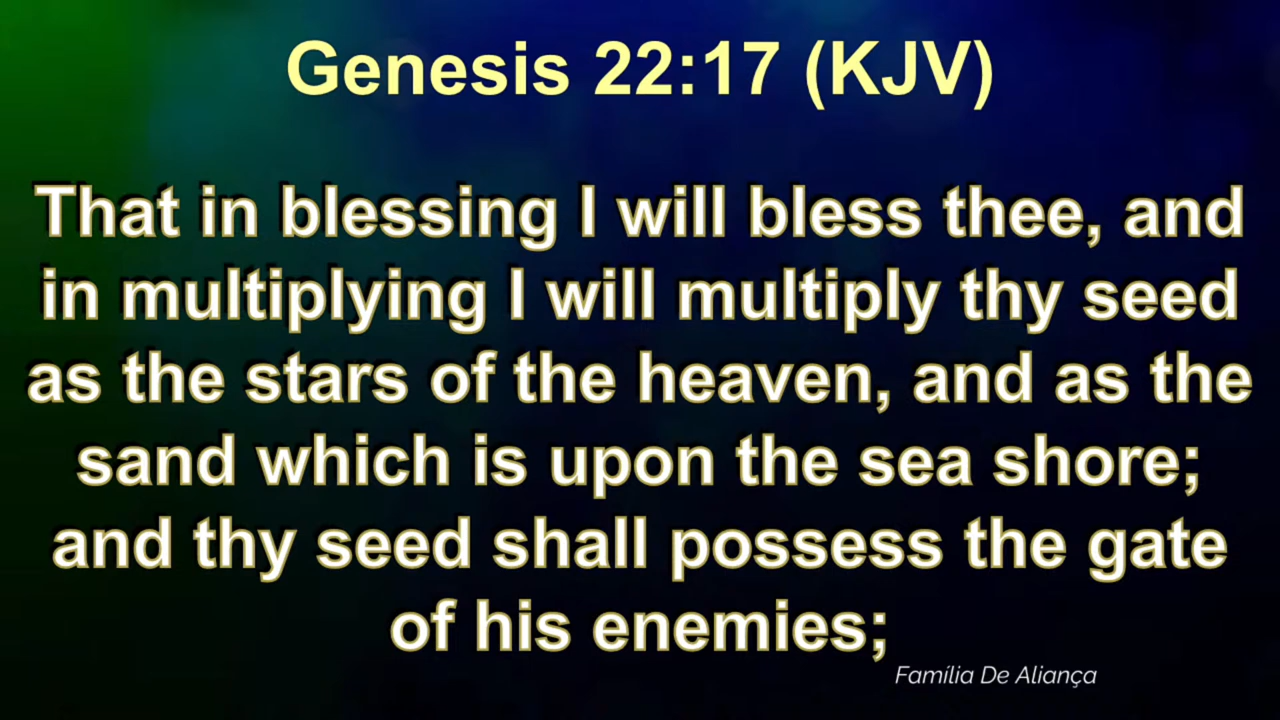 Genesis 22:17 (KJV)
That in blessing I will bless thee, and
in multiplying I will multiply thy seed
as the stars of the heaven, and as the
sand which is upon the sea shore;
and thy seed shall possess the gate
of his enemies;
Família De Aliança